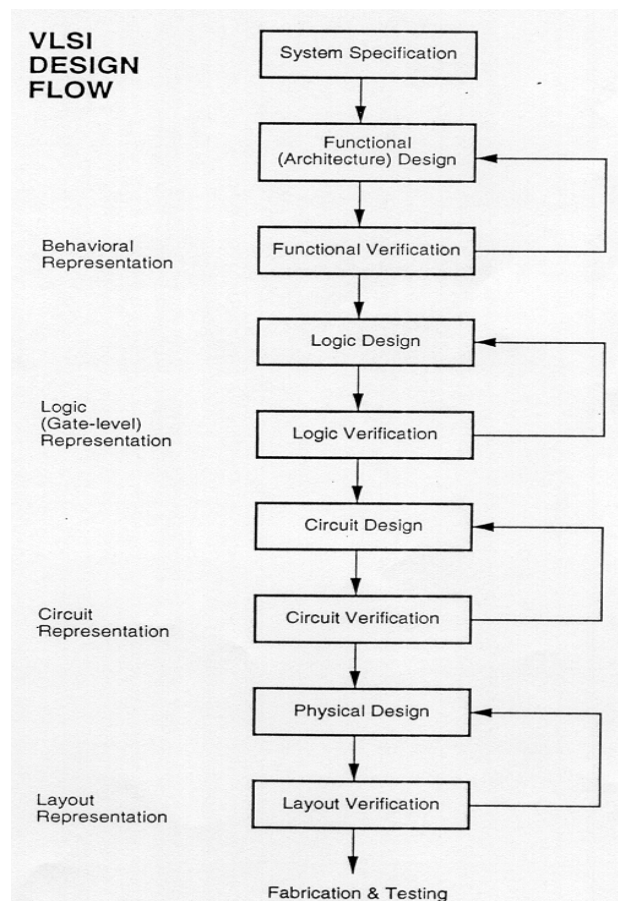 VLSI
DESIGN
FLOW
System Specification
Functional
(Architecture) Design
Behavioral
Representation
Functional Verification
Logic Design
Logic
(Gate-level)
Representation
Logic Verification
Circuit Design
Circuit
Representation
Circuit Verification
Physical Design
Layout
Representation
Layout Verification
Fabrication & Testing